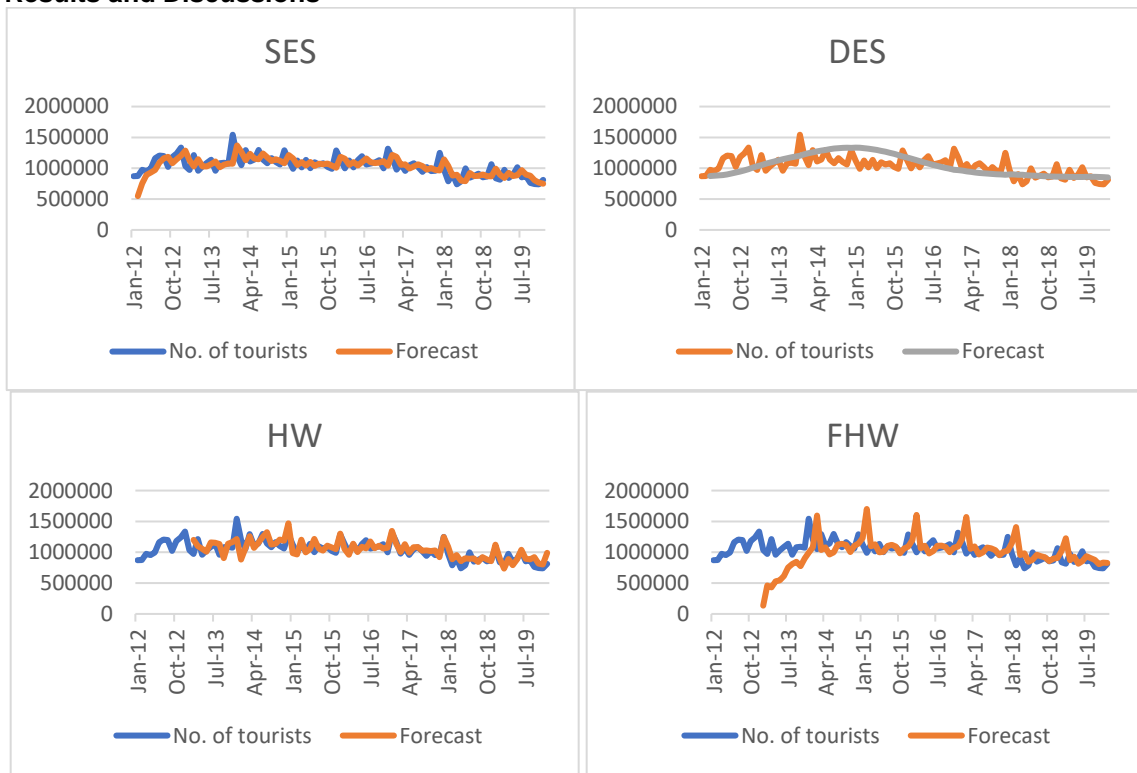 Results and Discussions
SES
2000000
1500000
1000000
500000
0
Jan-12
Oct-12
Jul-13
Apr-14
Jan-15
Oct-15
Jul-16
Apr-17
Jan-18
Oct-18
Jul-19
No. of tourists Forecast
DES
2000000
1500000
1000000
500000
0
Jan-12
Oct-12
Jul-13
Apr-14
Jan-15
Oct-15
Jul-16
Apr-17
Jan-18
Oct-18
Jul-19
No. of tourists Forecast
HW
2000000
1500000
1000000
500000
0
Jan-12
Oct-12
Jul-13
Apr-14
Jan-15
Oct-15
Jul-16
Apr-17
Jan-18
Oct-18
Jul-19
No. of tourists Forecast
FHW
2000000
1500000
1000000
500000
0
Jan-12
Oct-12
Jul-13
Apr-14
Jan-15
Oct-15
Jul-16
Apr-17
Jan-18
Oct-18
Jul-19
No. of tourists Forecast